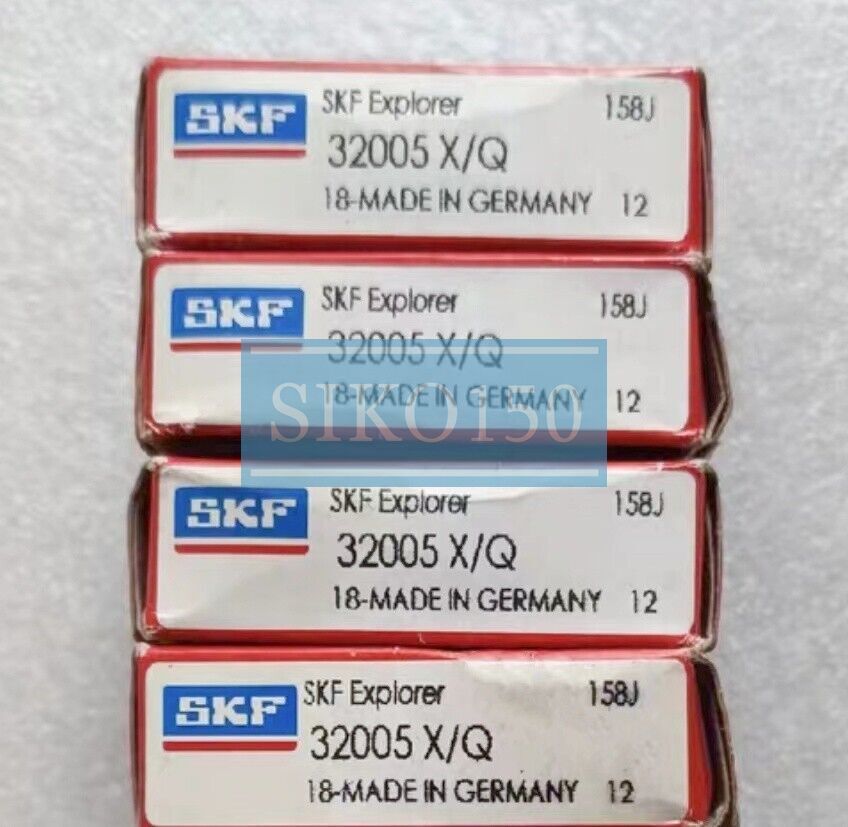 SKF
SKF Explorer 158J
32005 X/Q
18-MADE IN GERMANY 12
SKF
SKF Explorer 158J
32005 X/Q
18-MADE IN GERMANY 12
SIKO150
SKF
SKF Explorer 158J
32005 X/Q
18-MADE IN GERMANY 12
SKF
SKF Explorer 158J
32005 X/Q
18-MADE IN GERMANY 12